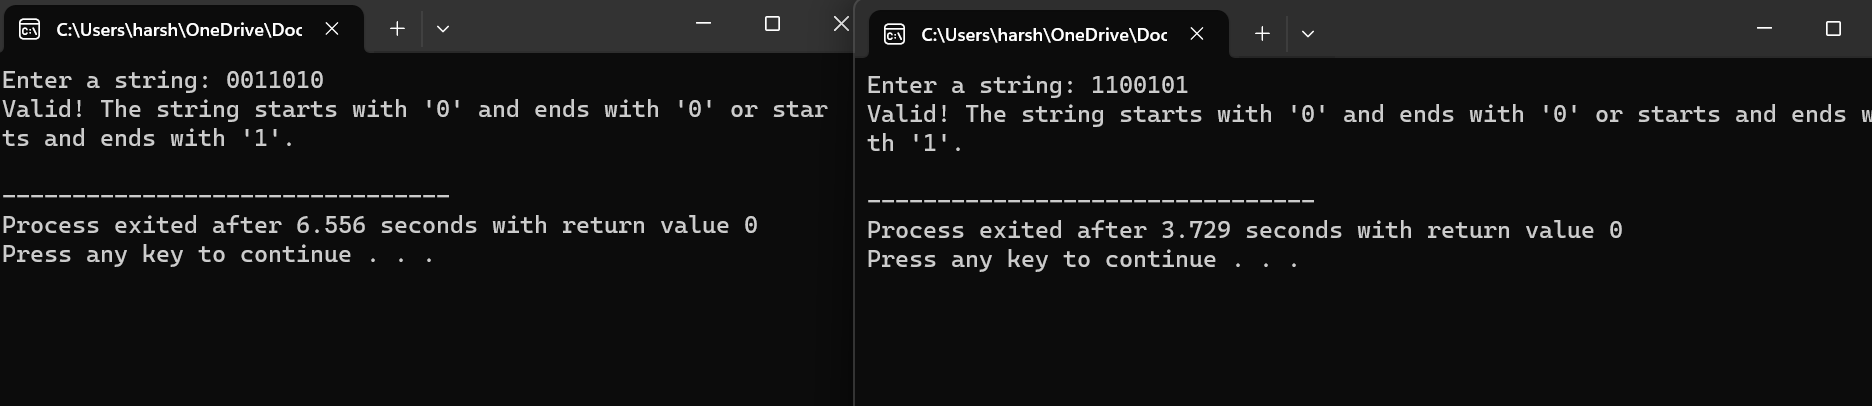 C:\Users\harsh\OneDrive\Doc
Enter a string: 0011010
Valid! The string starts with '0' and ends with '0' or star
ts and ends with '1'.
--------------------------------
Process exited after 6.556 seconds with return value 0
Press any key to continue . . .
C:\Users\harsh\OneDrive\Doc
Enter a string: 1100101
Valid! The string starts with '0' and ends with '0' or starts and ends w
th '1'.
--------------------------------
Process exited after 3.729 seconds with return value 0
Press any key to continue . . .